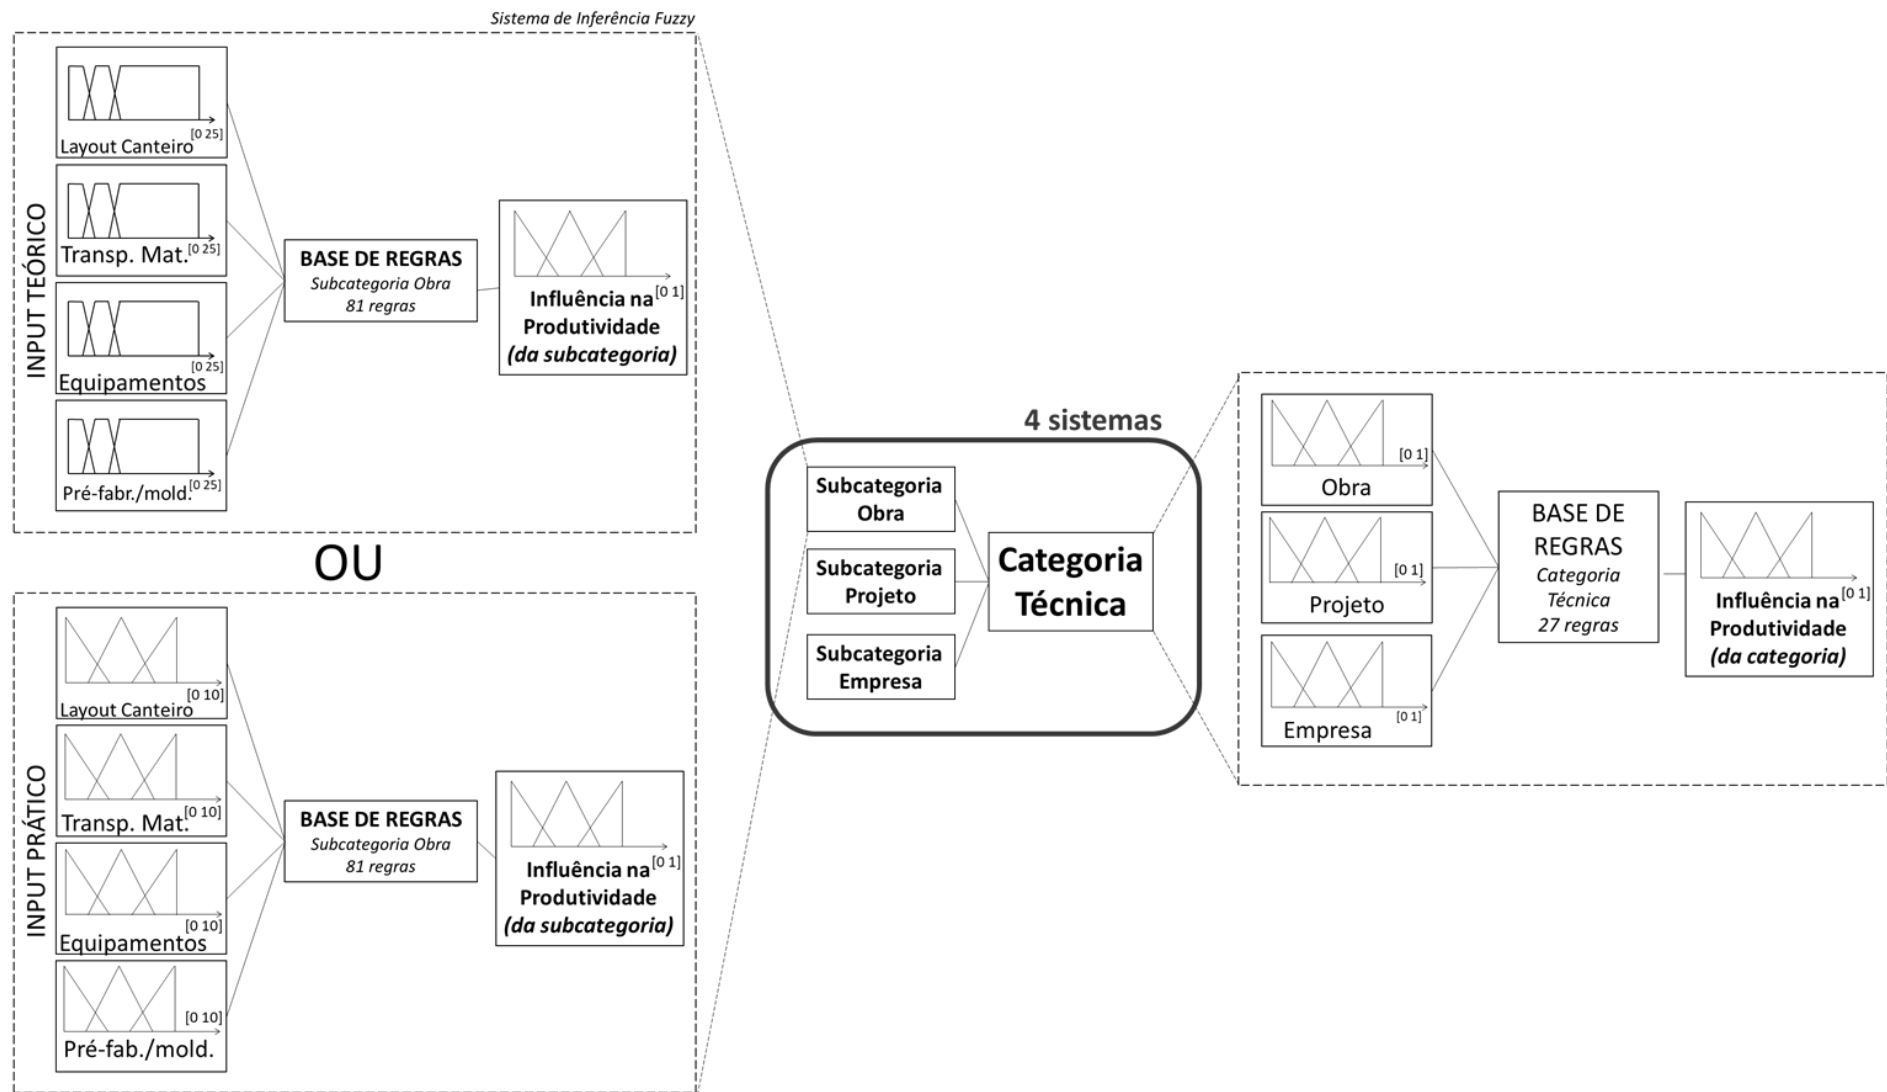 Sistema de Inferência Fuzzy
INPUT TEÓRICO
[0 25]
Layout Canteiro
[0 25]
Transp. Mat.
[0 25]
Equipamentos
[0 25]
Pré-fabr./mold.
BASE DE REGRAS
Subcategoria Obra
81 regras
Influência na [0 1]
Produtividade
(da subcategoria)
OU
INPUT PRÁTICO
[0 10]
Layout Canteiro
[0 10]
Transp. Mat.
[0 10]
Equipamentos
[0 10]
Pré-fab./mold.
BASE DE REGRAS
Subcategoria Obra
81 regras
Influência na [0 1]
Produtividade
(da subcategoria)
4 sistemas
Subcategoria
Obra
Subcategoria
Projeto
Subcategoria
Empresa
Categoria
Técnica
[0 1]
Obra
[0 1]
Projeto
[0 1]
Empresa
BASE DE
REGRAS
Categoria
Técnica
27 regras
Influência na [0 1]
Produtividade
(da categoria)